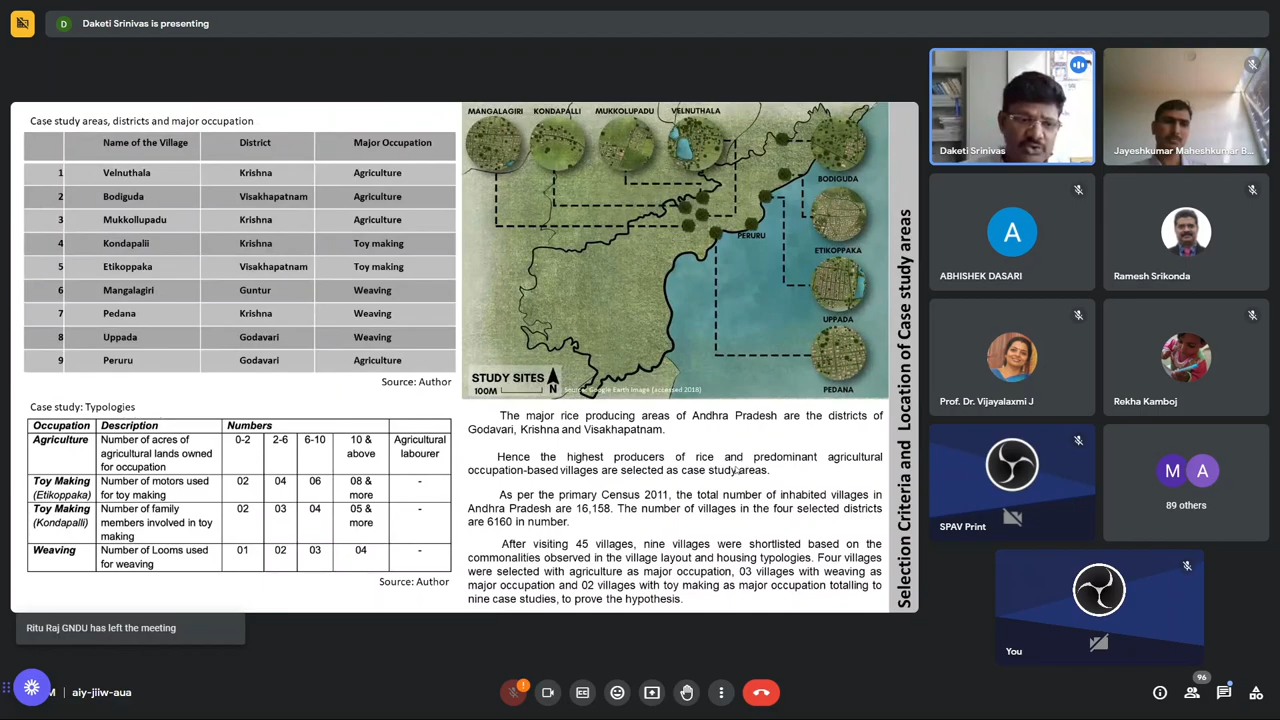 D
Daketi Srinivas is presenting
Case study areas, districts and major occupation
Name of the Village District Major Occupation
1 Velnuthala Krishna Agriculture
2 Bodiguda Visakhapatnam Agriculture
3 Mukkollupadu Krishna Agriculture
4 Kondapalii Krishna Toy making
5 Etikoppaka Visakhapatnam Toy making
6 Mangalagiri Guntur Weaving
7 Pedana Krishna Weaving
8 Uppada Godavari Weaving
9 Peruru Godavari Agriculture
Source: Author
Case study: Typologies
Occupation Description Numbers
Agriculture Number of acres of agricultural lands owned for occupation 0-2 2-6 6-10 10 & above Agricultural labourer
Toy Making (Etikoppaka) Number of motors used for toy making 02 04 06 08 & more -
Toy Making (Kondapalli) Number of family members involved in toy making 02 03 04 05 & more -
Weaving Number of Looms used for weaving 01 02 03 04 -
Source: Author
MANGALAGIRI KONDAPALLI MUKKOLUPADU VELNUTHALA
BODIGUDA
ETIKOPPAKA
PERURU
UPPADA
PEDANA
STUDY SITES
100M N
Source: Google Earth Image (accessed 2018)
The major rice producing areas of Andhra Pradesh are the districts of
Godavari, Krishna and Visakhapatnam.
Hence the highest producers of rice and predominant agricultural
occupation-based villages are selected as case study areas.
As per the primary Census 2011, the total number of inhabited villages in
Andhra Pradesh are 16,158. The number of villages in the four selected districts
are 6160 in number.
After visiting 45 villages, nine villages were shortlisted based on the
commonalities observed in the village layout and housing typologies. Four villages
were selected with agriculture as major occupation, 03 villages with weaving as
major occupation and 02 villages with toy making as major occupation totalling to
nine case studies, to prove the hypothesis.
Selection Criteria and Location of Case study areas
Daketi Srinivas
Jayeshkumar Maheshkumar B...
A
ABHISHEK DASARI
Ramesh Srikonda
Prof. Dr. Vijayalaxmi J
Rekha Kamboj
SPAV Print
M A
89 others
You
Ritu Raj GNDU has left the meeting
M
aiy-jiiw-aua
!
96